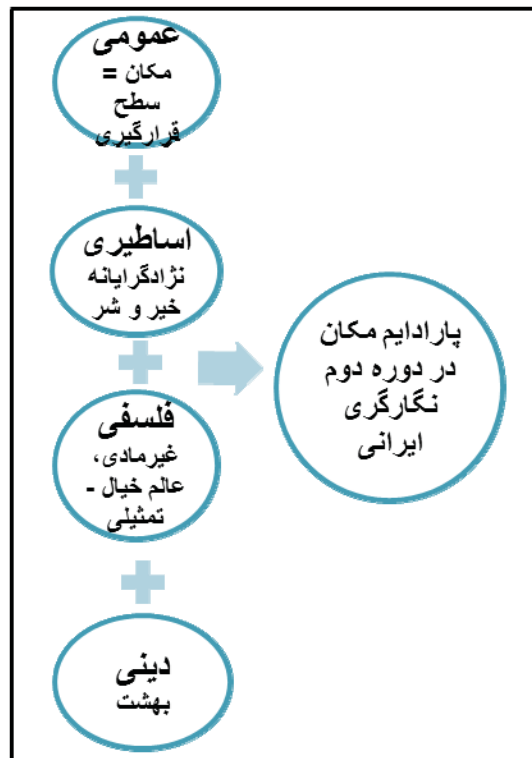 عمومی
مکان =
سطح
قرارگیری
اساطیری
نژادگرایانه
خیر و شر
فلسفی
غیرمادی،
عالم خیال -
تمثیلی
دینی
بهشت
پارادایم مکان
در دوره دوم
نگارگری
ایرانی